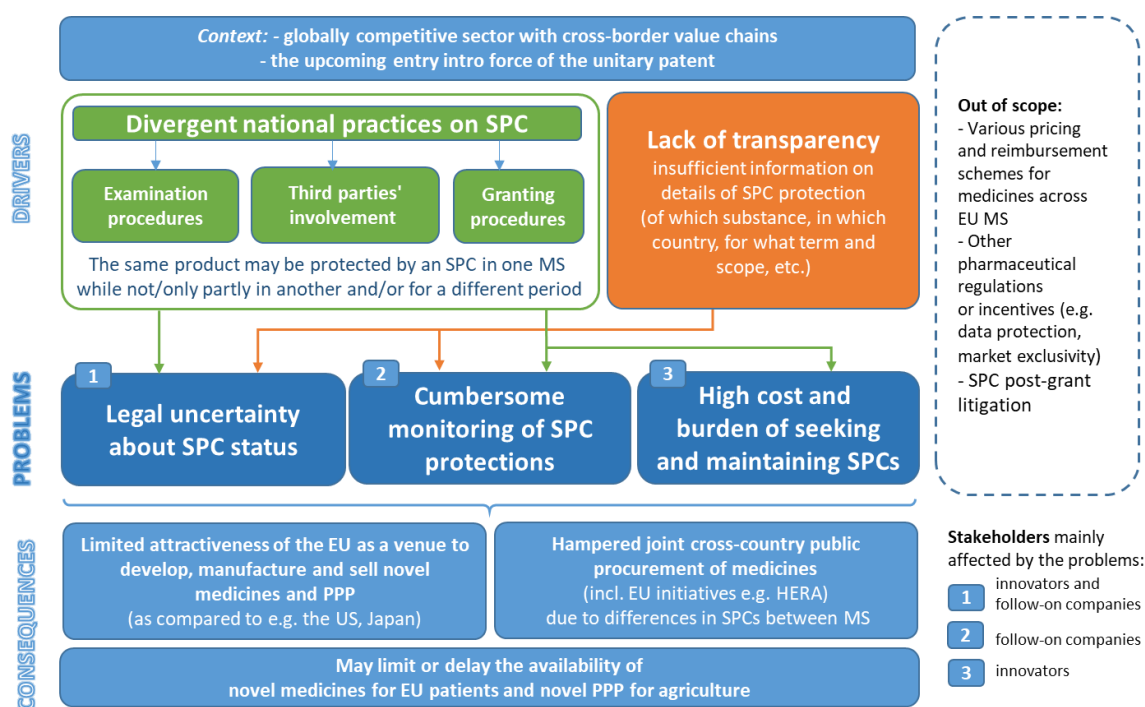 Context: - globally competitive sector with cross-border value chains
- the upcoming entry intro force of the unitary patent
DRIVERS
Divergent national practices on SPC
Examination
procedures
Third parties'
involvement
Granting
procedures
The same product may be protected by an SPC in one MS
while not/only partly in another and/or for a different period
Lack of transparency
insufficient information on
details of SPC protection
(of which substance, in which
country, for what term and
scope, etc.)
PROBLEMS
1
Legal uncertainty
about SPC status
2
Cumbersome
monitoring of SPC
protections
3
High cost and
burden of seeking
and maintaining SPCs
CONSEQUENCES
Limited attractiveness of the EU as a venue to
develop, manufacture and sell novel
medicines and PPP
(as compared to e.g. the US, Japan)
Hampered joint cross-country public
procurement of medicines
(incl. EU initiatives e.g. HERA)
due to differences in SPCs between MS
May limit or delay the availability of
novel medicines for EU patients and novel PPP for agriculture
Out of scope:
- Various pricing
and reimbursement
schemes for
medicines across
EU MS
- Other
pharmaceutical
regulations
or incentives (e.g.
data protection,
market exclusivity)
- SPC post-grant
litigation
Stakeholders mainly
affected by the problems:
1
innovators and
follow-on companies
2
follow-on companies
3
innovators